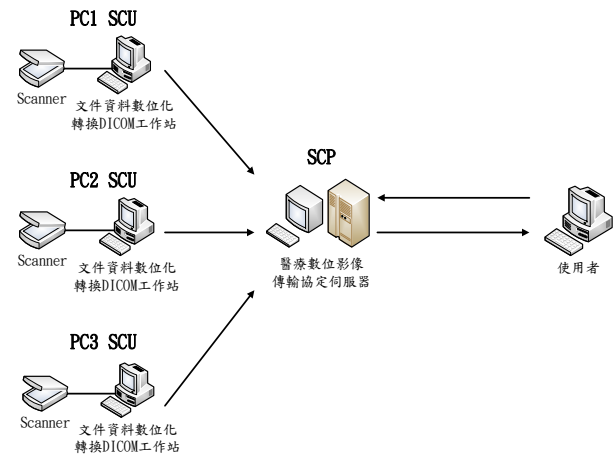 PC1 SCU
Scanner
文件資料數位化
轉換DICOM工作站
PC2 SCU
Scanner
文件資料數位化
轉換DICOM工作站
PC3 SCU
Scanner
文件資料數位化
轉換DICOM工作站
SCP
醫療數位影像
傳輸協定伺服器
使用者